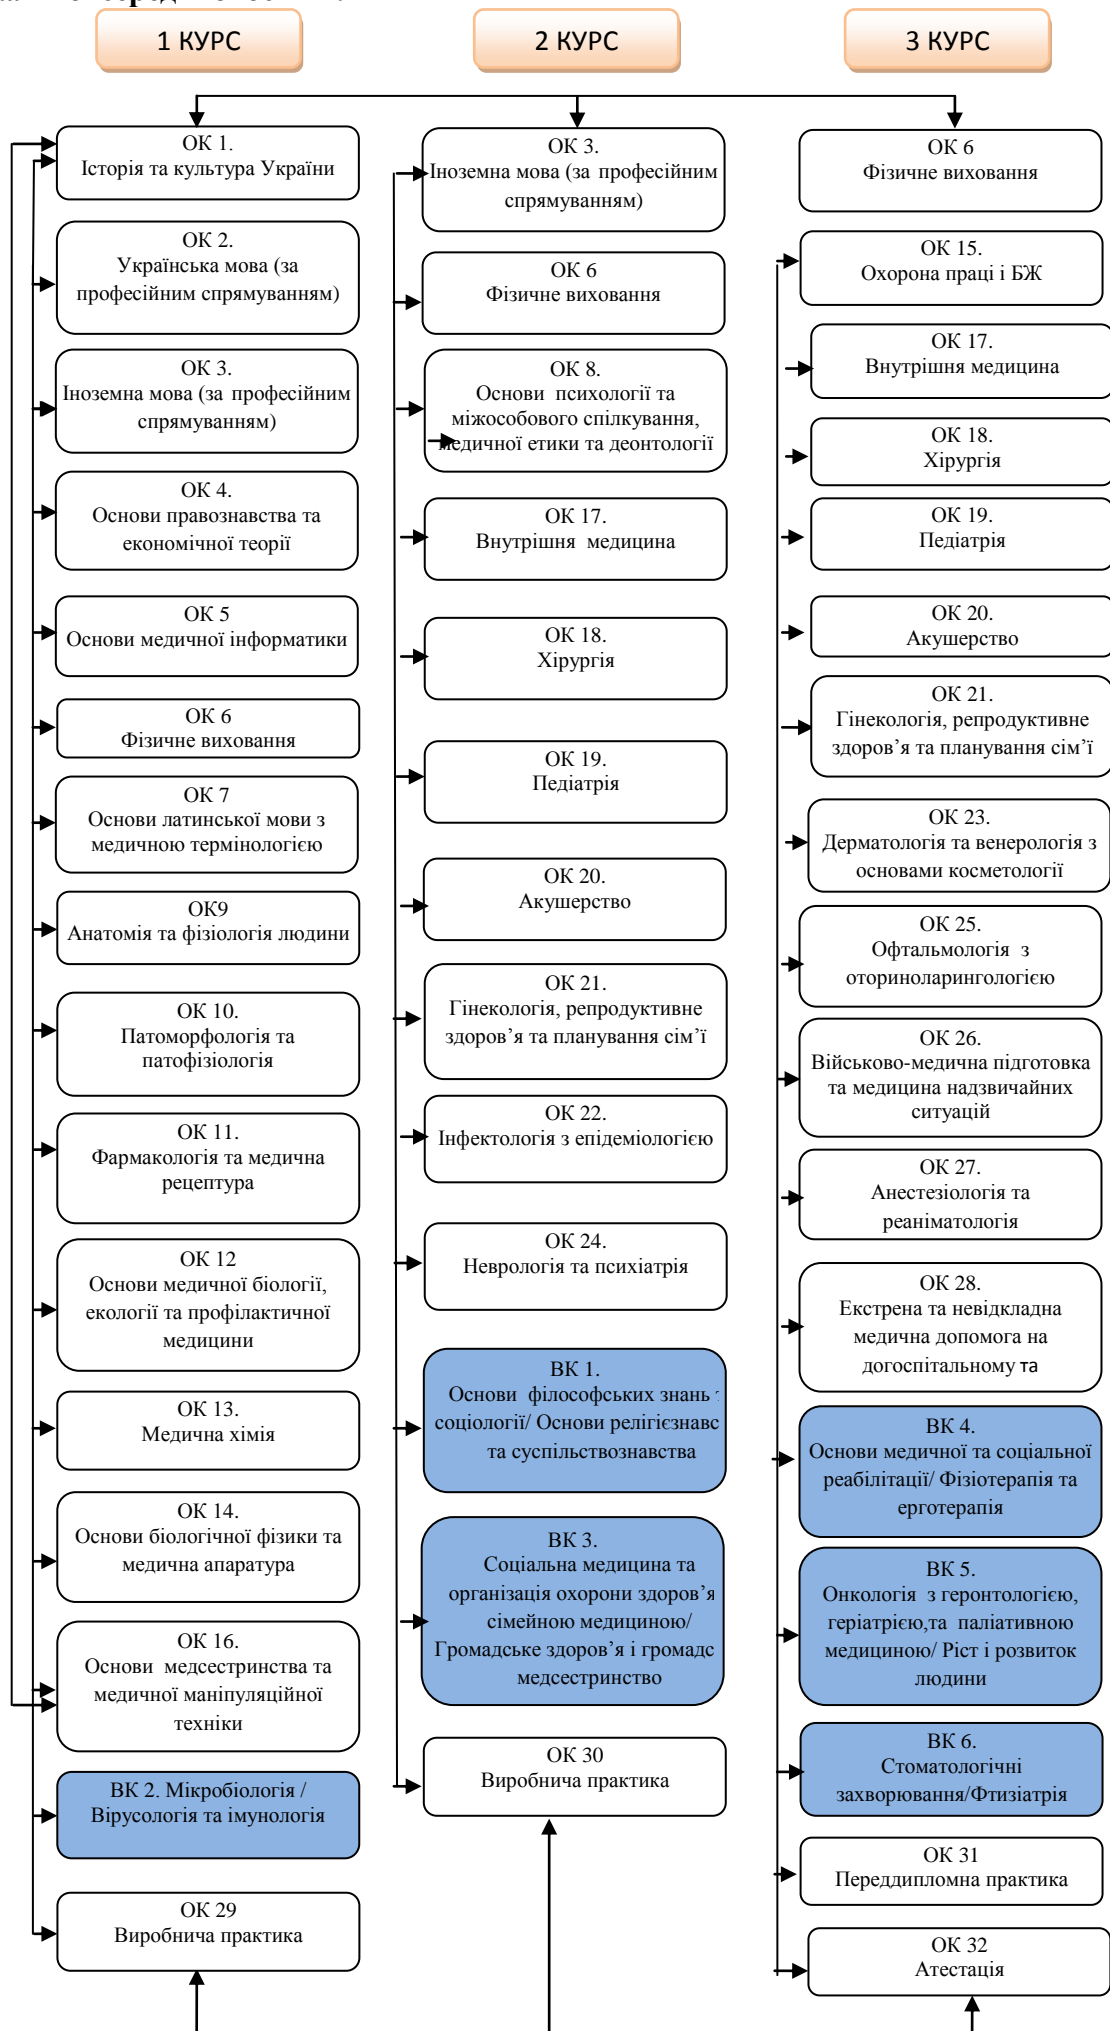 1 КУРС
2 КУРС
3 КУРС
ОК 1.
Історія та культура України
ОК 2.
Українська мова (за
професійним спрямуванням)
ОК 3.
Іноземна мова (за професійним
спрямуванням)
ОК 4.
Основи правознавства та
економічної теорії
ОК 5
Основи медичної інформатики
ОК 6
Фізичне виховання
ОК 7
Основи латинської мови з
медичною термінологією
ОК9
Анатомія та фізіологія людини
ОК 10.
Патоморфологія та
патофізіологія
ОК 11.
Фармакологія та медична
рецептура
ОК 12
Основи медичної біології,
екології та профілактичної
медицини
ОК 13.
Медична хімія
ОК 14.
Основи біологічної фізики та
медична апаратура
ОК 16.
Основи медсестринства та
медичної маніпуляційної
техніки
ВК 2. Мікробіологія /
Вірусологія та імунологія
ОК 29
Виробнича практика
ОК 3.
Іноземна мова (за професійним
спрямуванням)
ОК 6
Фізичне виховання
ОК 8.
Основи психології та
міжособового спілкування,
медичної етики та деонтології
ОК 17.
Внутрішня медицина
ОК 18.
Хірургія
ОК 19.
Педіатрія
ОК 20.
Акушерство
ОК 21.
Гінекологія, репродуктивне
здоров’я та планування сім’ї
ОК 22.
Інфектологія з епідеміологією
ОК 24.
Неврологія та психіатрія
ВК 1.
Основи філософських знань
соціології/ Основи релігієзнавс
та суспільствознавства
ВК 3.
Соціальна медицина та
організація охорони здоров’я
сімейною медициною/
Громадське здоров’я і громадс
медсестринство
ОК 30
Виробнича практика
ОК 6
Фізичне виховання
ОК 15.
Охорона праці і БЖ
ОК 17.
Внутрішня медицина
ОК 18.
Хірургія
ОК 19.
Педіатрія
ОК 20.
Акушерство
ОК 21.
Гінекологія, репродуктивне
здоров’я та планування сім’ї
ОК 23.
Дерматологія та венерологія з
основами косметології
ОК 25.
Офтальмологія з
оториноларингологією
ОК 26.
Військово-медична підготовка
та медицина надзвичайних
ситуацій
ОК 27.
Анестезіологія та
реаніматологія
ОК 28.
Екстрена та невідкладна
медична допомога на
догоспітальному та
ВК 4.
Основи медичної та соціальної
реабілітації/ Фізіотерапія та
ерготерапія
ВК 5.
Онкологія з геронтологією,
геріатрією,та паліативною
медициною/ Ріст і розвиток
людини
ВК 6.
Стоматологічні
захворювання/Фтизіатрія
ОК 31
Переддипломна практика
ОК 32
Атестація